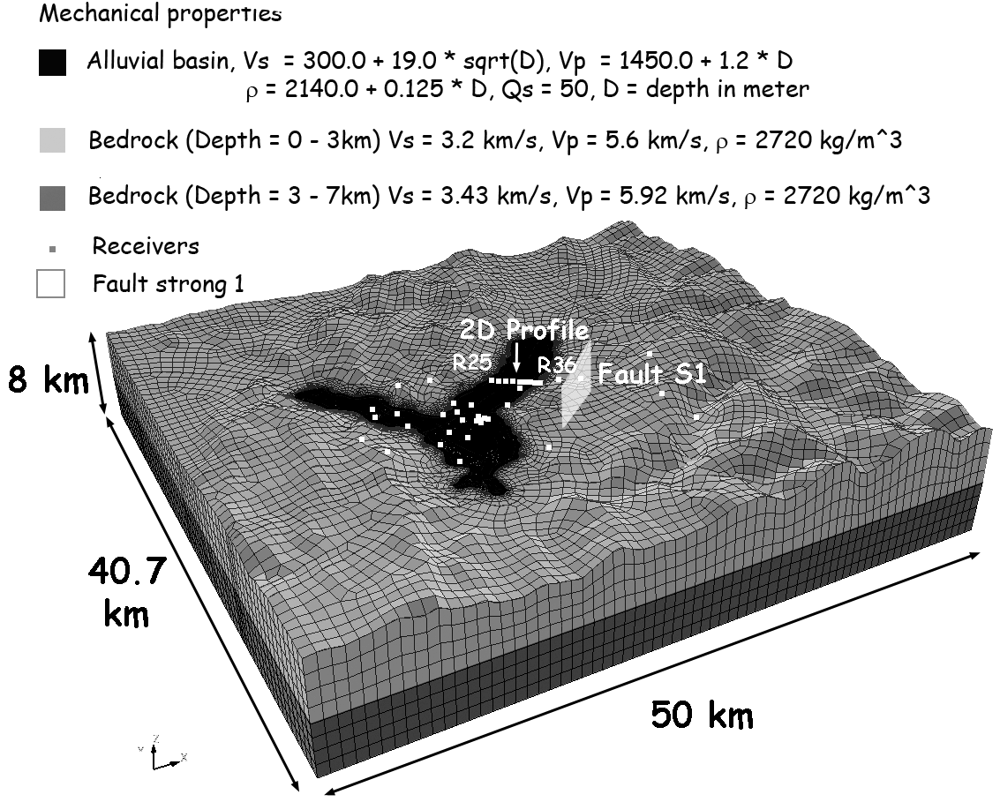 Mechanical properties
Alluvial basin, Vs = 300.0 + 19.0 * sqrt(D), Vp = 1450.0 + 1.2 * D
ρ = 2140.0 + 0.125 * D, Qs = 50, D = depth in meter
Bedrock (Depth = 0 - 3km) Vs = 3.2 km/s, Vp = 5.6 km/s, ρ = 2720 kg/m^3
Bedrock (Depth = 3 - 7km) Vs = 3.43 km/s, Vp = 5.92 km/s, ρ = 2720 kg/m^3
Receivers
Fault strong 1
2D Profile
R25
R36
Fault S1
8 km
40.7
km
50 km
Z
Y
X